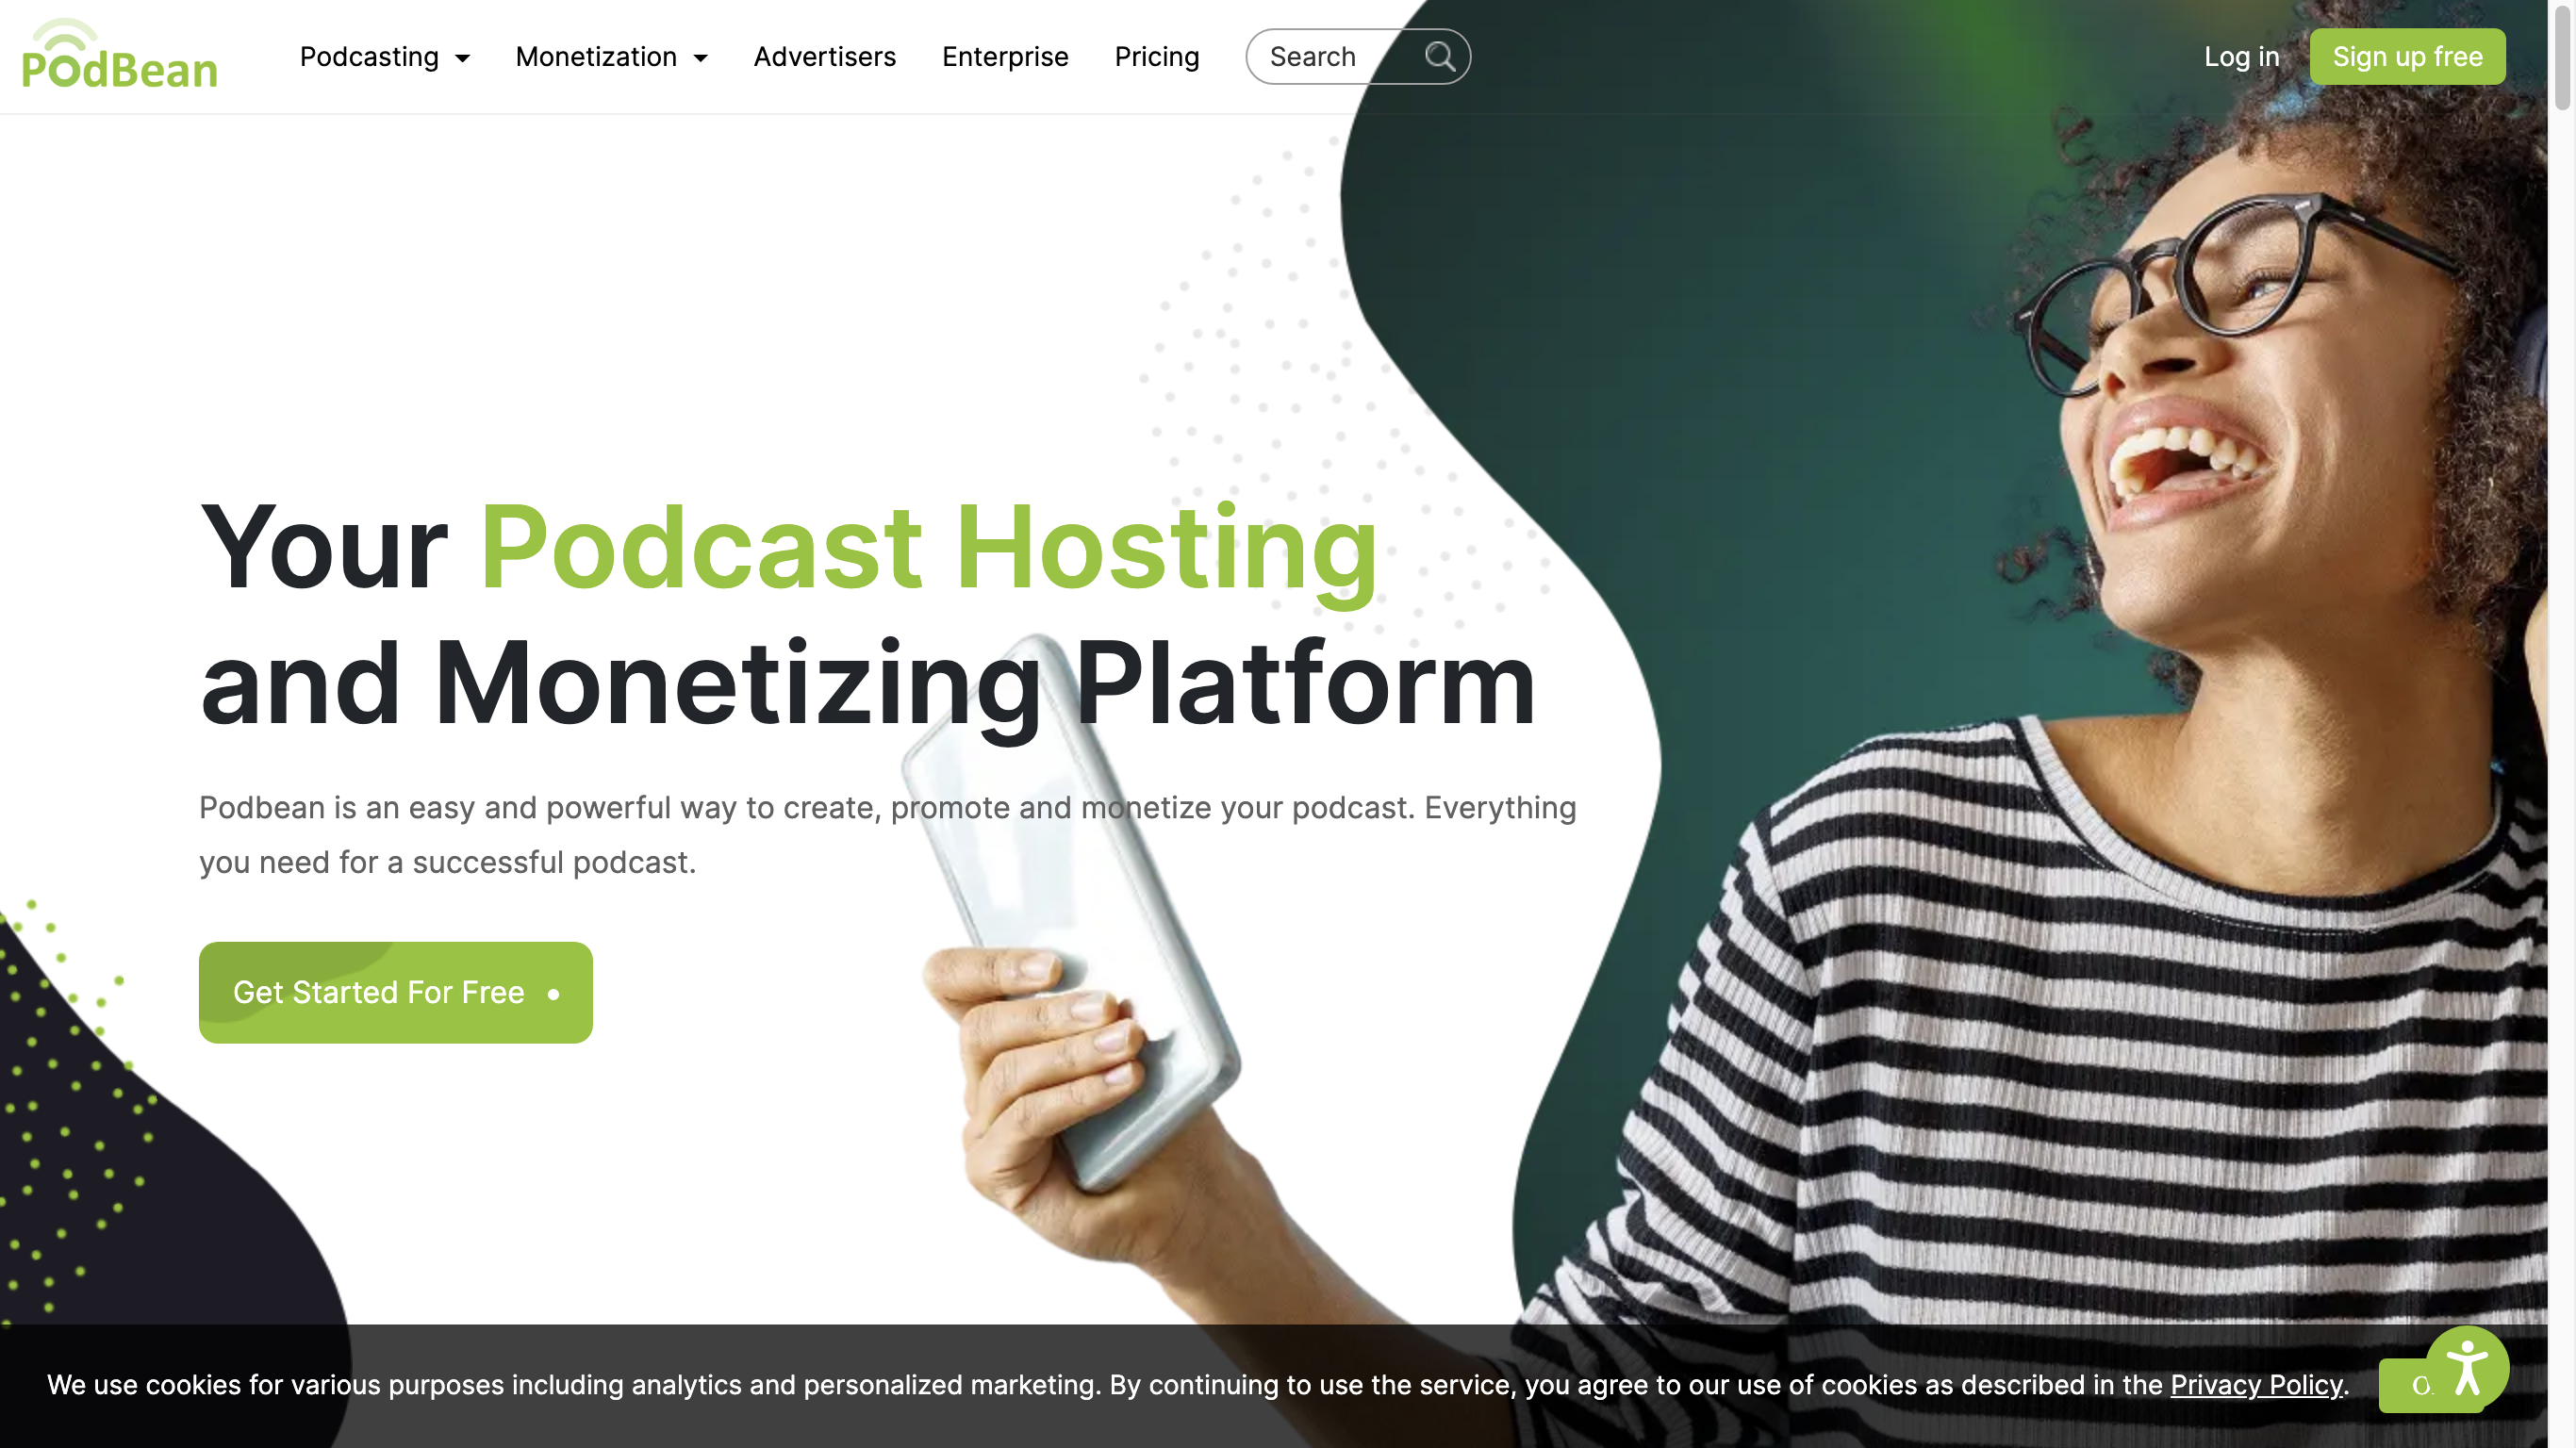 PodBean
Podcasting
Monetization
Advertisers
Enterprise
Pricing
Search
Log in
Sign up free
Your Podcast Hosting
and Monetizing Platform
Podbean is an easy and powerful way to create, promote and monetize your podcast. Everything
you need for a successful podcast.
Get Started For Free
We use cookies for various purposes including analytics and personalized marketing. By continuing to use the service, you agree to our use of cookies as described in the Privacy Policy.